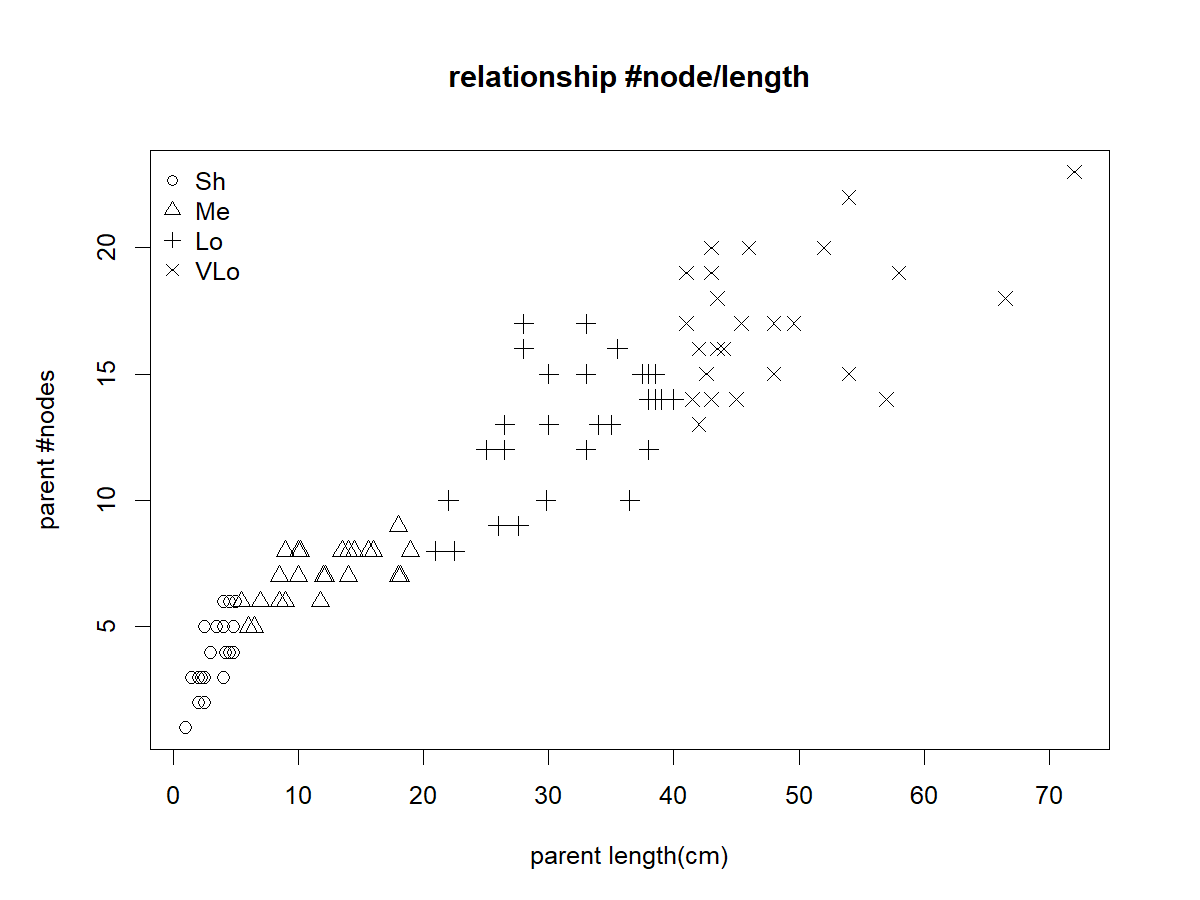 relationship #node/length
Sh
Me
Lo
VLo
parent #nodes
20
15
10
5
0 10 20 30 40 50 60 70
parent length(cm)